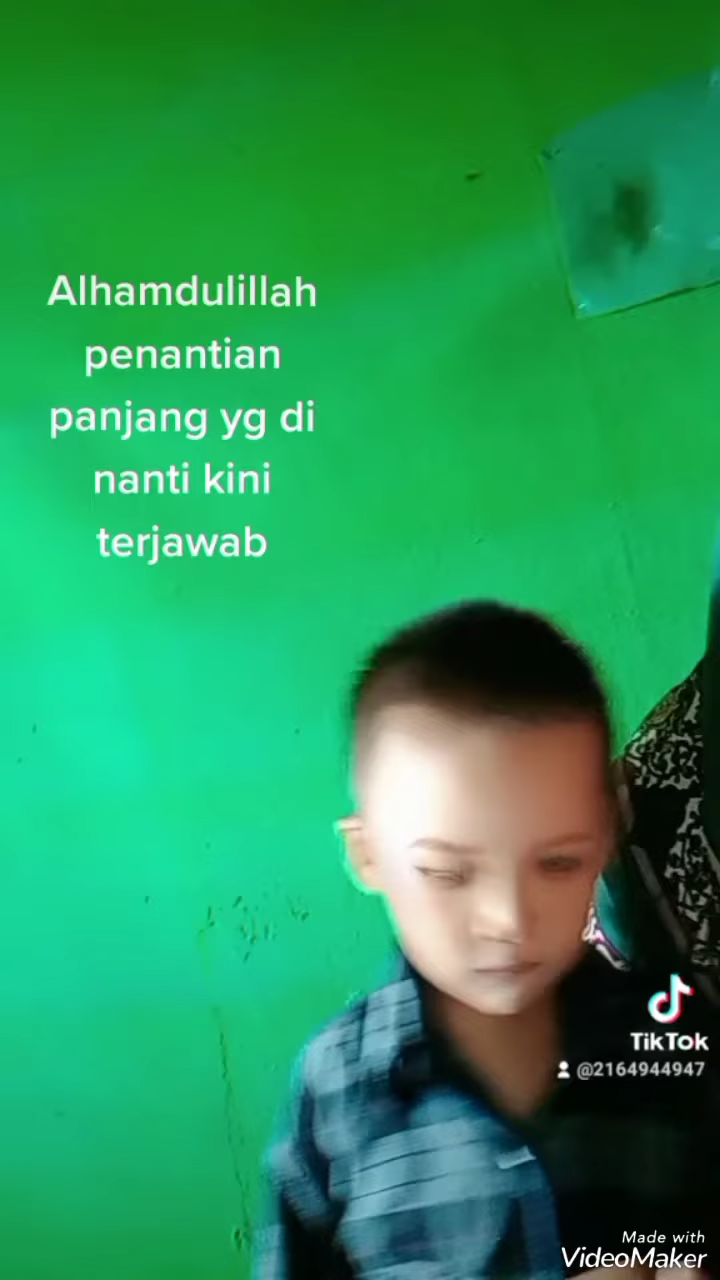 Alhamdulillah
penantian
panjang yg di
nanti kini
terjawab
TikTok
@2164944947
Made with
VideoMaker